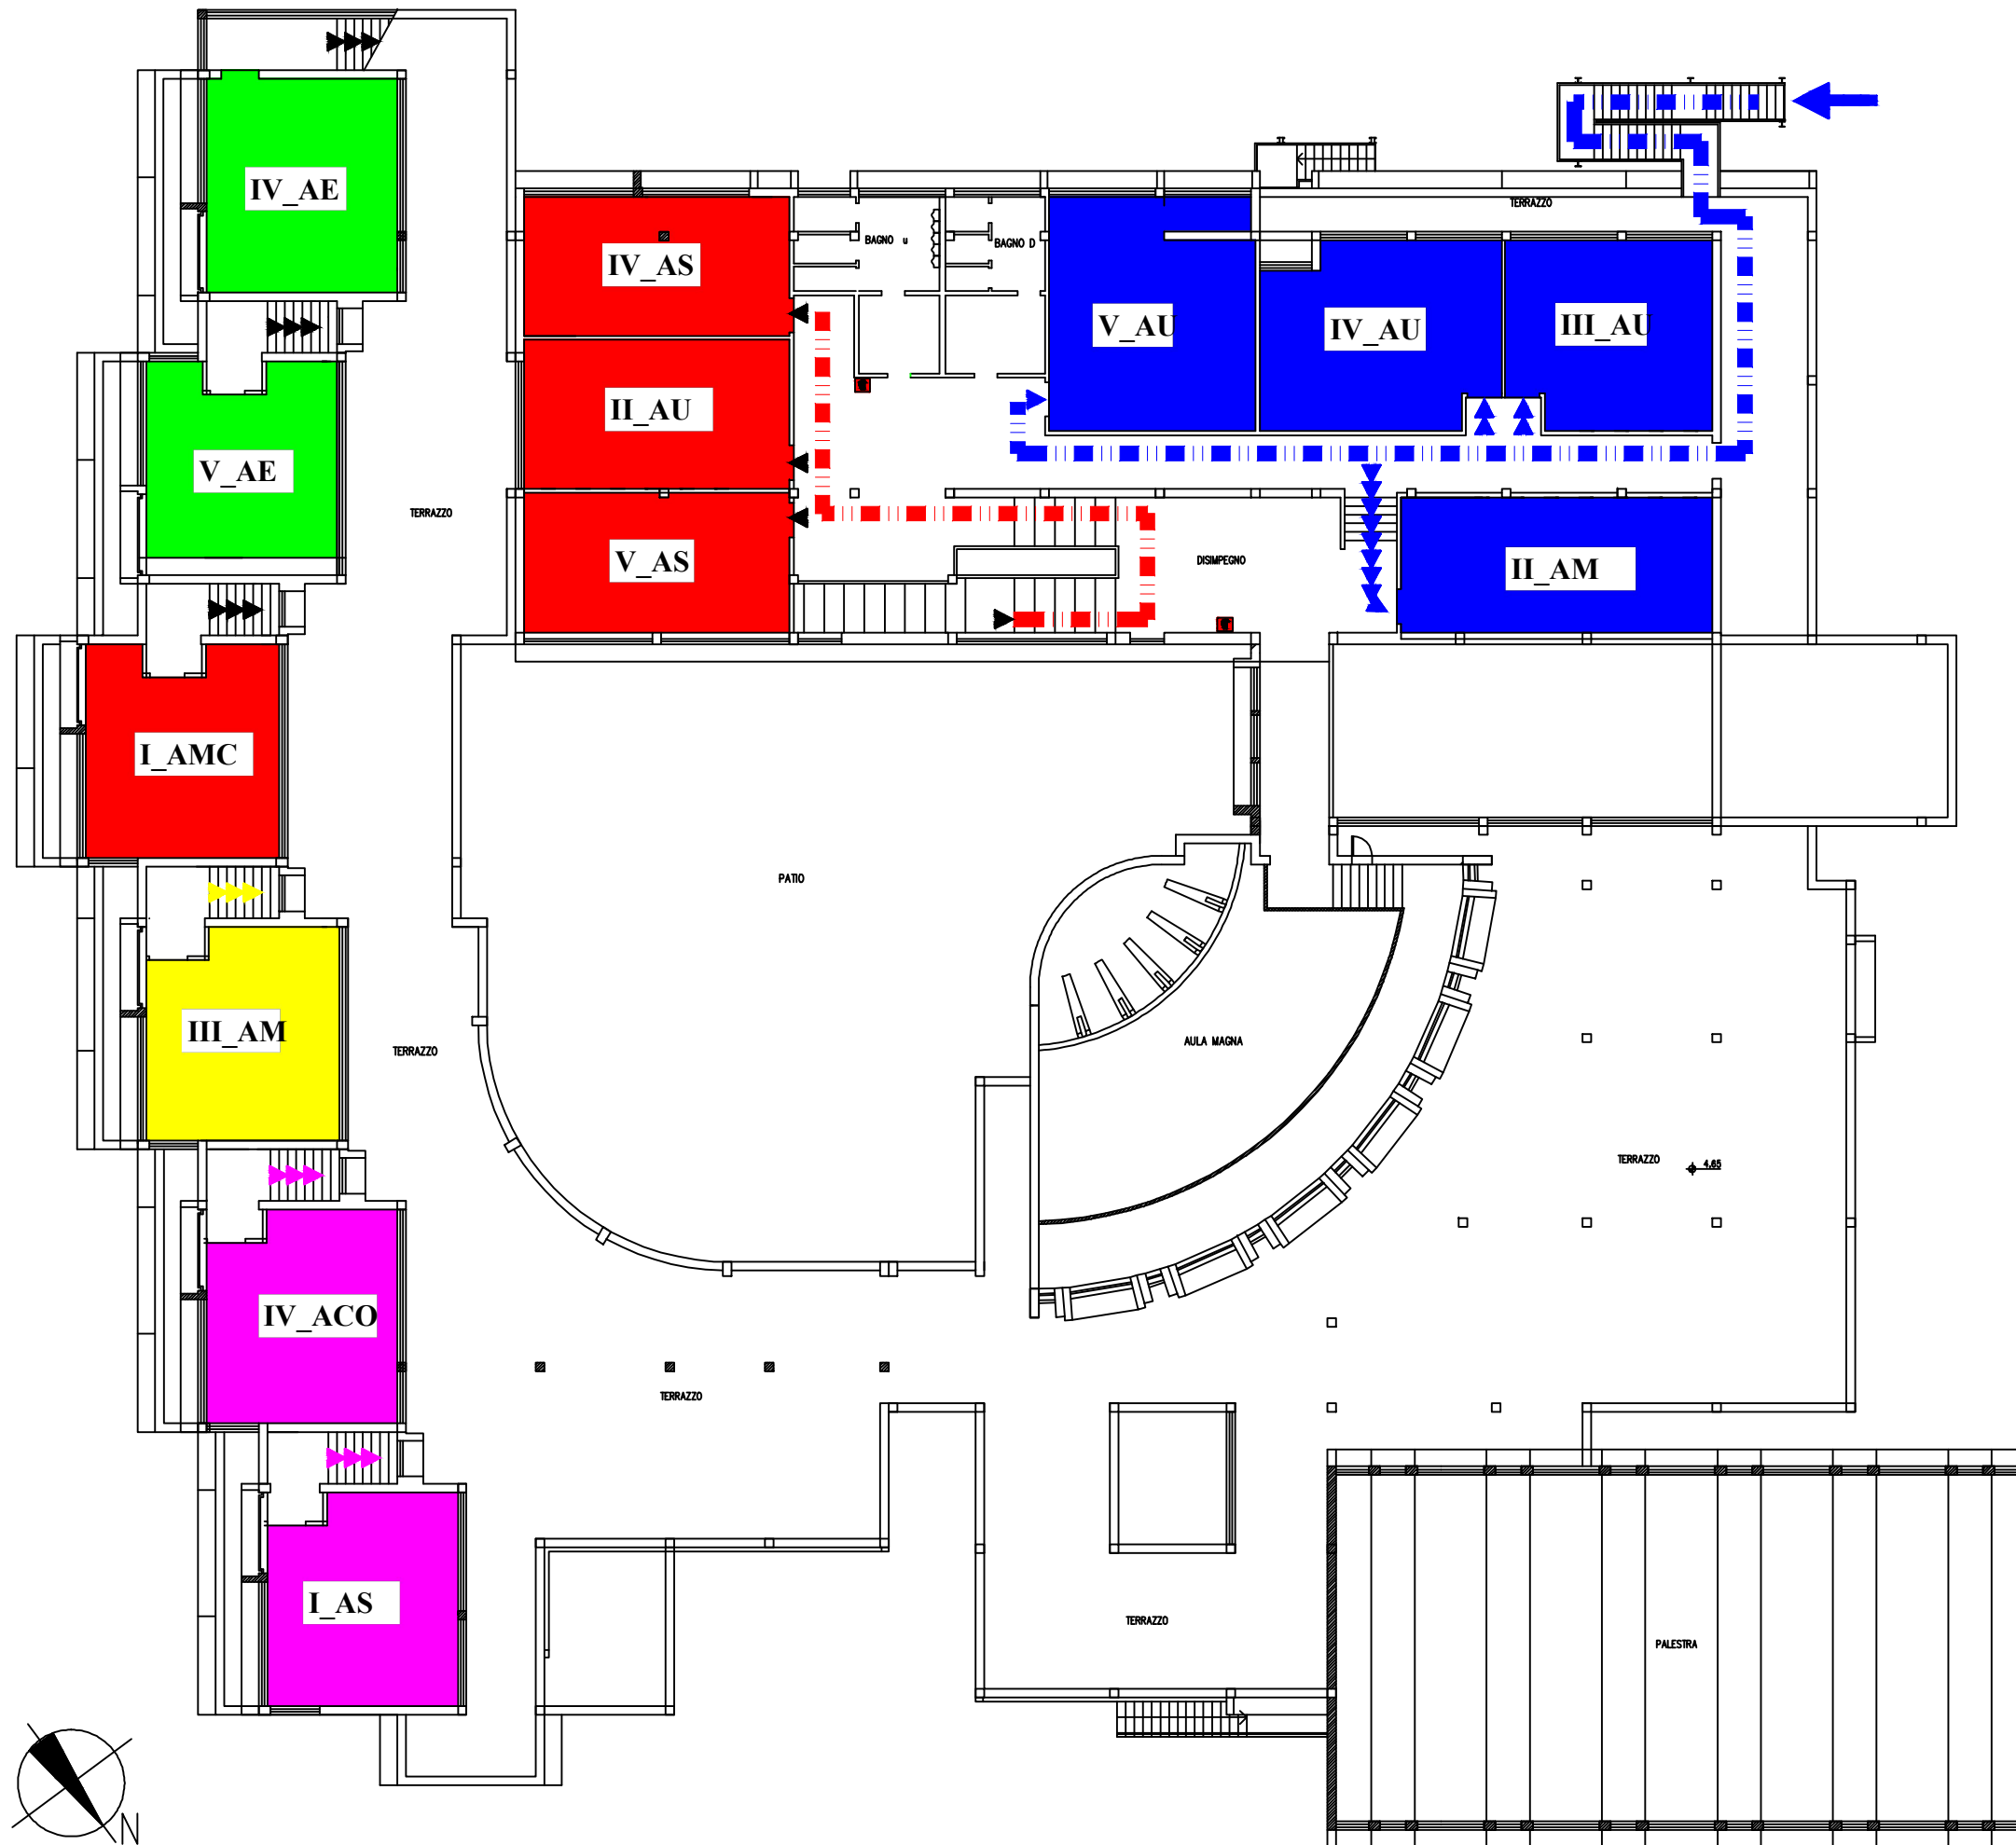 IV_AE
TERRAZZO
IV_AS
BAGNO u
BAGNO D
V_AU
IV_AU
III_AU
II_AU
V_AE
TERRAZZO
V_AS
DISIMPEGNO
II_AM
I_AMC
PATIO
III_AM
TERRAZZO
AULA MAGNA
TERRAZZO
4.65
IV_ACO
TERRAZZO
I_AS
TERRAZZO
PALESTRA
N